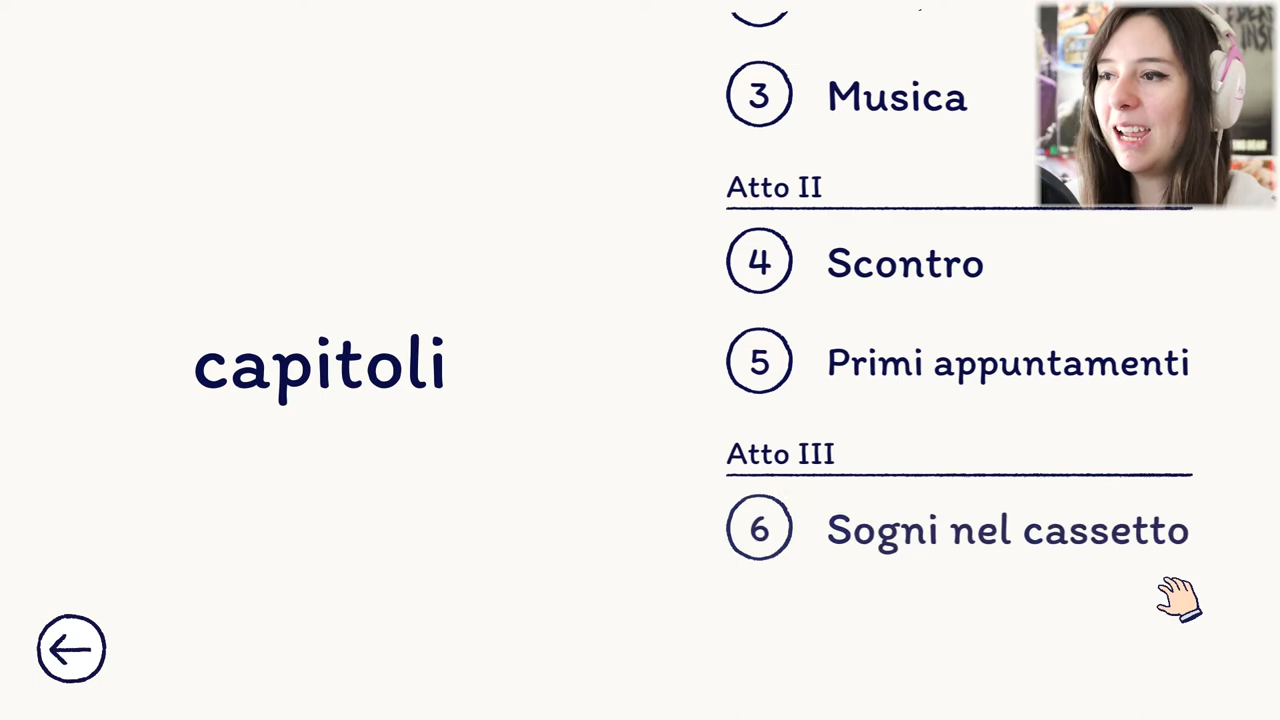 3 Musica
Atto II
4 Scontro
capitoli
5 Primi appuntamenti
Atto III
6 Sogni nel cassetto